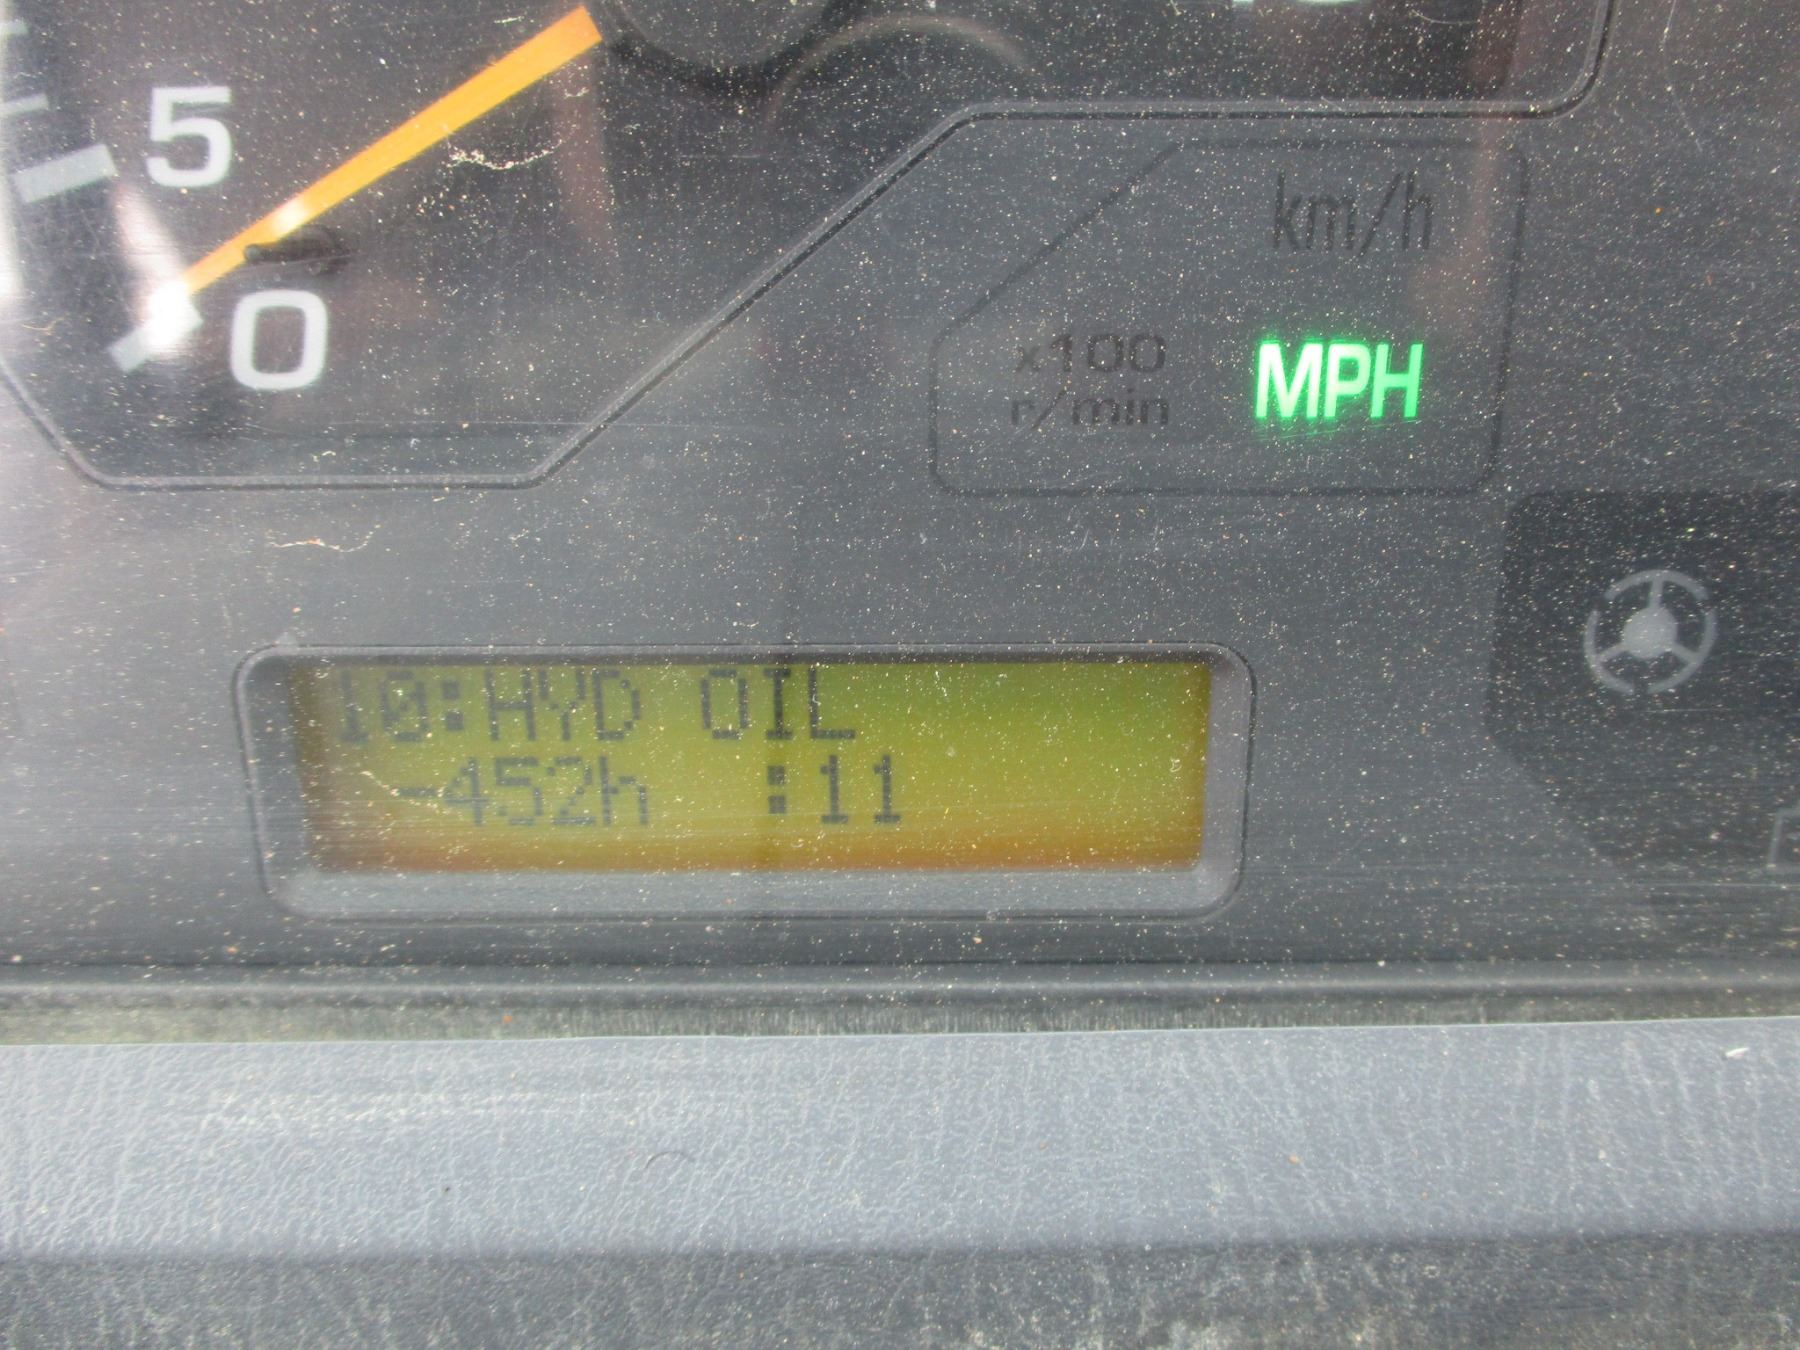 5
0
km/h
x100
r/min
MPH
10:HYD OIL
-452h :11